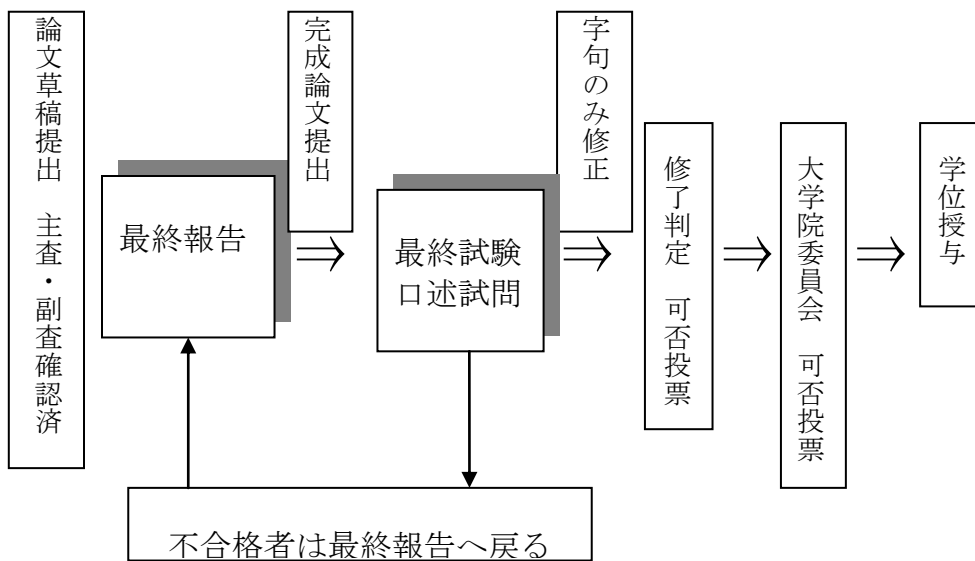 論文草稿提出　主査・副査確認済
最終報告
完成論文提出
⇒
最終試験
口述試問
字句のみ修正
⇒
修了判定　可否投票
⇒
大学院委員会　可否投票
⇒
学位授与
不合格者は最終報告へ戻る